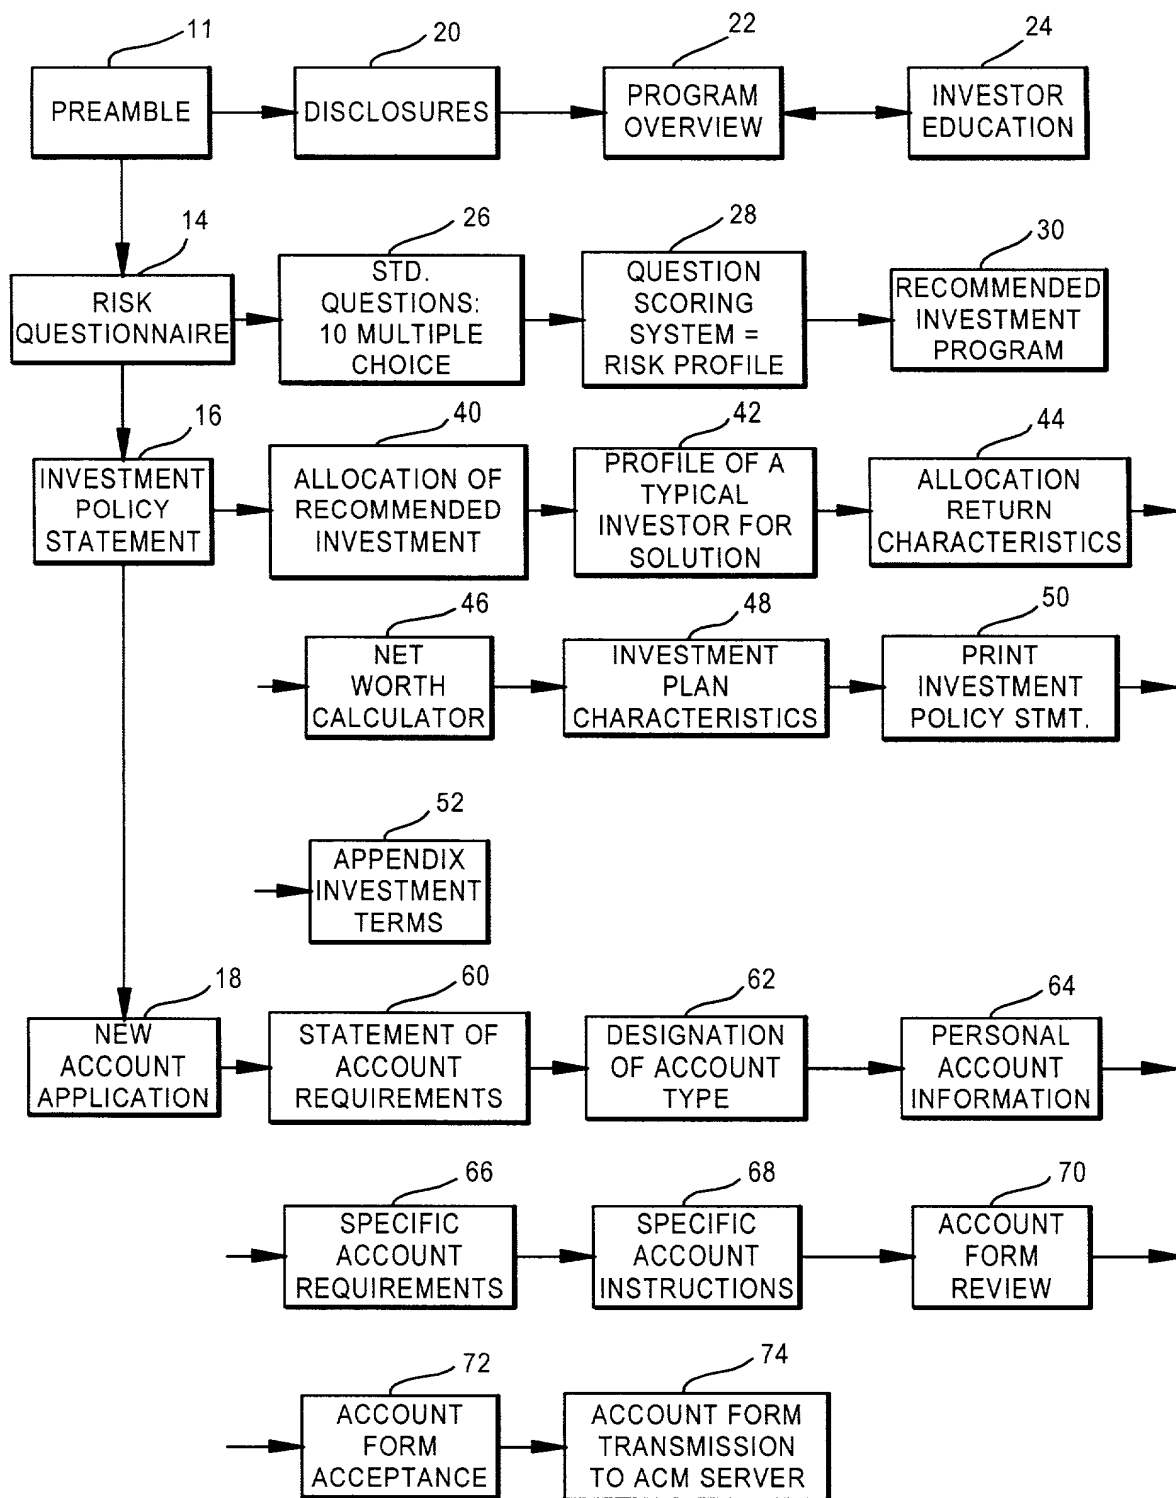 11
20
22
24
PREAMBLE
DISCLOSURES
PROGRAM
OVERVIEW
INVESTOR
EDUCATION
14
26
28
30
RISK
QUESTIONNAIRE
STD.
QUESTIONS:
10 MULTIPLE
CHOICE
QUESTION
SCORING
SYSTEM =
RISK PROFILE
RECOMMENDED
INVESTMENT
PROGRAM
16
40
42
44
INVESTMENT
POLICY
STATEMENT
ALLOCATION OF
RECOMMENDED
INVESTMENT
PROFILE OF A
TYPICAL
INVESTOR FOR
SOLUTION
ALLOCATION
RETURN
CHARACTERISTICS
46
48
50
NET
WORTH
CALCULATOR
INVESTMENT
PLAN
CHARACTERISTICS
PRINT
INVESTMENT
POLICY STMT.
52
APPENDIX
INVESTMENT
TERMS
18
60
62
64
NEW
ACCOUNT
APPLICATION
STATEMENT OF
ACCOUNT
REQUIREMENTS
DESIGNATION
OF ACCOUNT
TYPE
PERSONAL
ACCOUNT
INFORMATION
66
68
70
SPECIFIC
ACCOUNT
REQUIREMENTS
SPECIFIC
ACCOUNT
INSTRUCTIONS
ACCOUNT
FORM
REVIEW
72
74
ACCOUNT
FORM
ACCEPTANCE
ACCOUNT FORM
TRANSMISSION
TO ACM SERVER